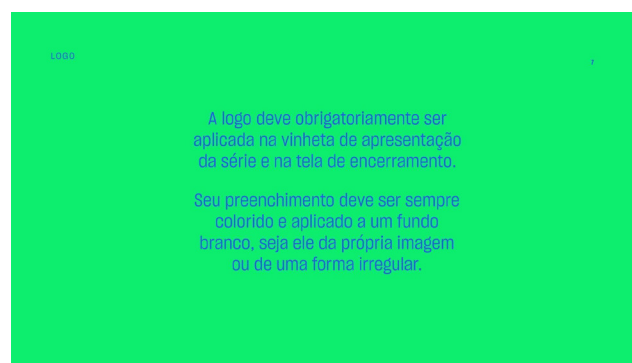 LOGO
7
A logo deve obrigatoriamente ser
aplicada na vinheta de apresentação
da série e na tela de encerramento.
Seu preenchimento deve ser sempre
colorido e aplicado a um fundo
branco, seja ele da própria imagem
ou de uma forma irregular.